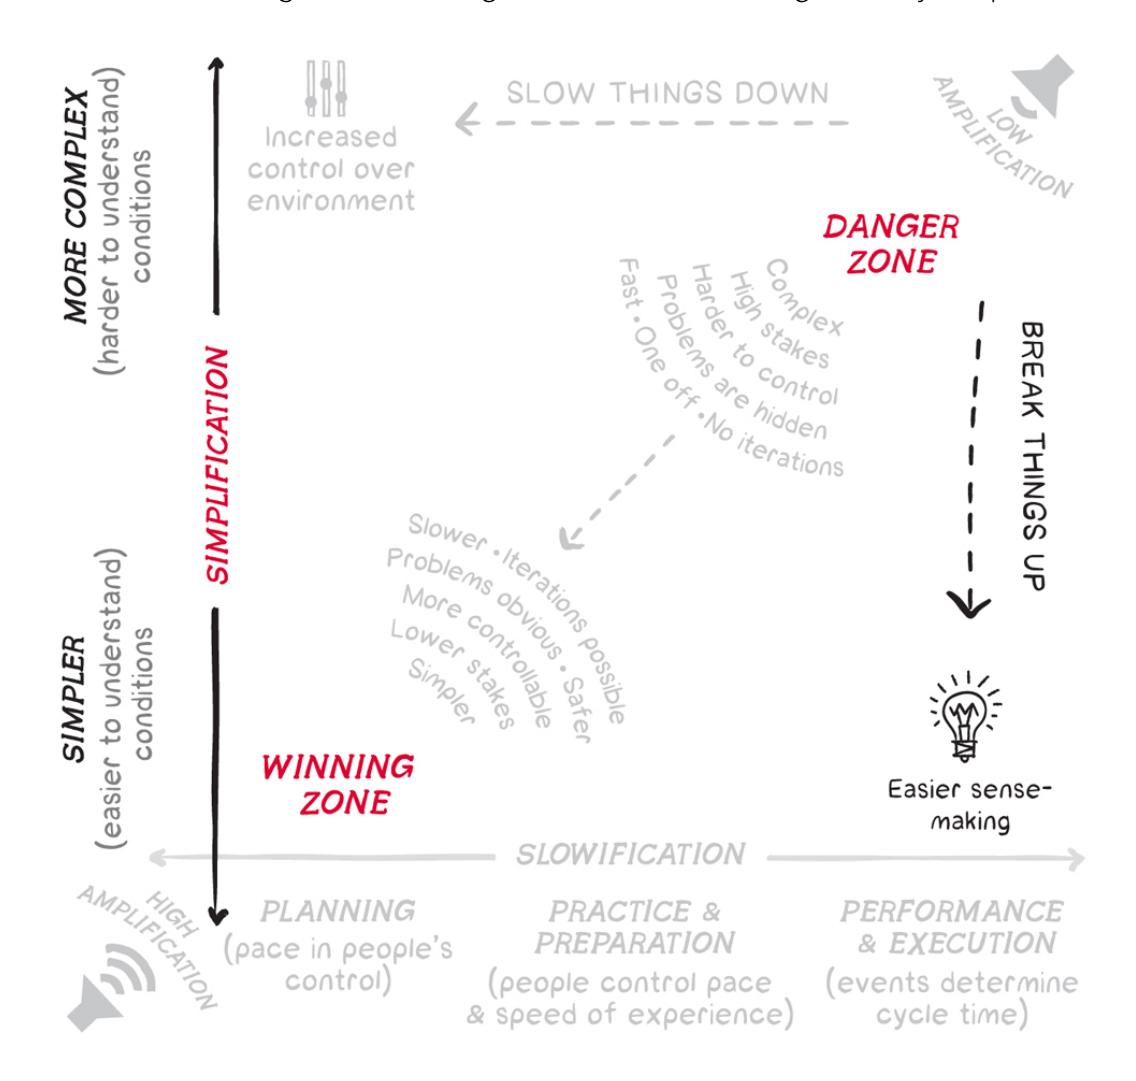 MORE COMPLEX
(harder to understand)
conditions
SIMPLIFICATION
SIMPLER
(easier to understand)
conditions
Increased
control over
environment
SLOW THINGS DOWN
LOW
AMPLIFICATION
DANGER
ZONE
Complex
High stakes
Harder to control
Problems are hidden
Fast • One off • No iterations
BREAK THINGS UP
Slower • Iterations possible
Problems obvious • Safer
More controllable
Lower stakes
Simpler
WINNING
ZONE
Easier sense-
making
SLOWIFICATION
HIGH
AMPLIFICATION
PLANNING
(pace in people's
control)
PRACTICE &
PREPARATION
(people control pace
& speed of experience)
PERFORMANCE
& EXECUTION
(events determine
cycle time)